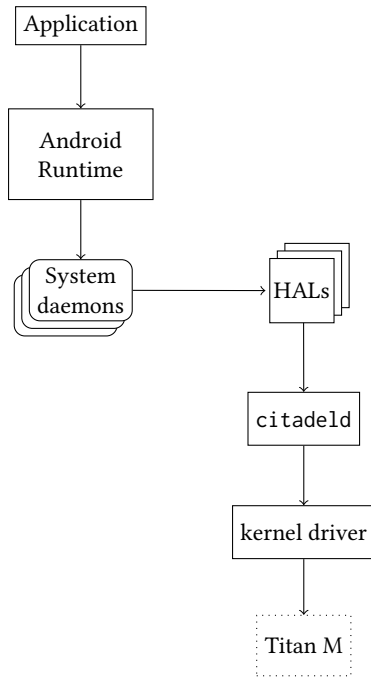 Application
Android
Runtime
System
daemons
HALs
citadeld
kernel driver
Titan M